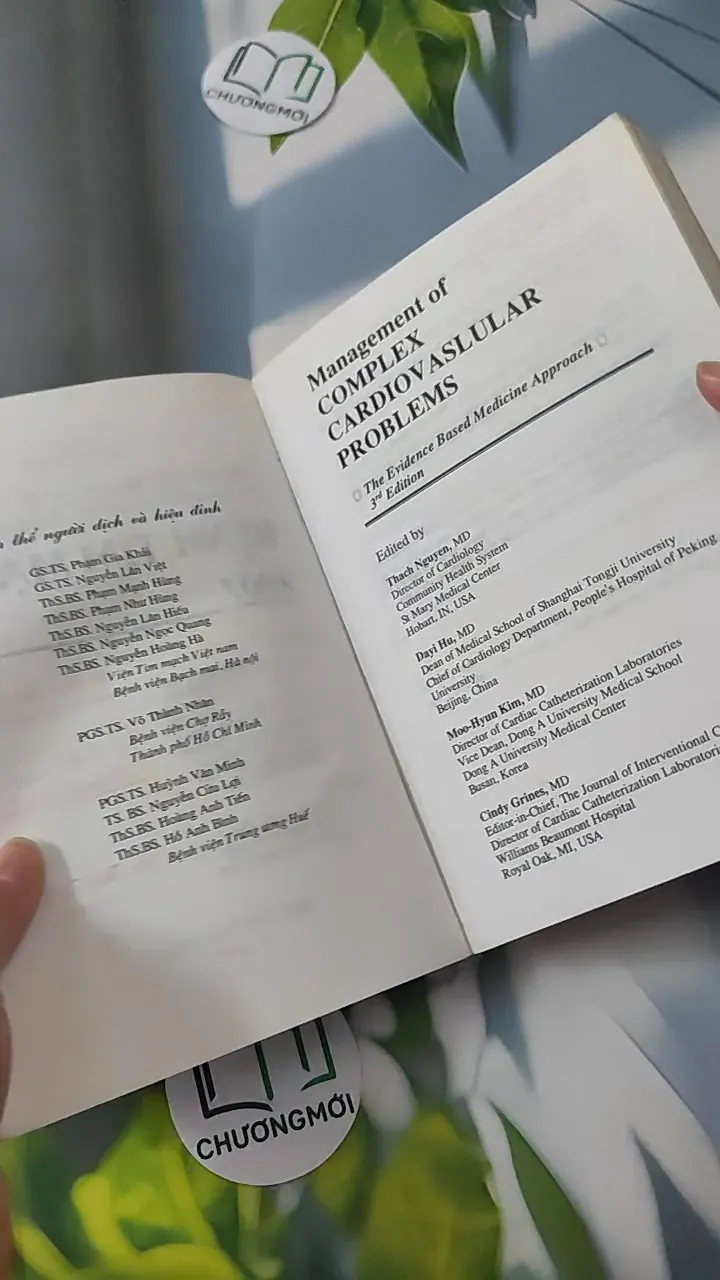 CHƯƠNGMỚI
thể người dịch và hiệu đính
GS.TS. Phạm Gia Khải
GS.TS. Nguyễn Lân Việt
ThS.BS. Phạm Mạnh Hùng
ThS.BS. Phạm Như Hùng
ThS.BS. Nguyễn Lân Hiếu
ThS.BS. Nguyễn Ngọc Quang
ThS.BS. Nguyễn Hoàng Hà
Viện Tim mạch Việt nam
Bệnh viện Bạch mai, Hà nội
PGS.TS. Võ Thành Nhân
Bệnh viện Chợ Rẫy
Thành phố Hồ Chí Minh
PGS.TS. Huỳnh Văn Minh
TS. BS. Nguyễn Cửu Lợi
ThS.BS. Hoàng Anh Tiến
ThS.BS. Hồ Anh Bình
Bệnh viện Trung ương Huế
Management of
COMPLEX
CARDIOVASLULAR
PROBLEMS
The Evidence Based Medicine Approach
3rd Edition
Edited by
Thach Nguyen, MD
Director of Cardiology
Community Health System
St Mary Medical Center
Hobart, IN, USA
Dayi Hu, MD
Dean of Medical School of Shanghai Tongji University
Chief of Cardiology Department, People's Hospital of Peking
University
Beijing, China
Moo-Hyun Kim, MD
Director of Cardiac Catheterization Laboratories
Vice Dean, Dong A University Medical School
Dong A University Medical Center
Busan, Korea
Cindy Grines, MD
Editor-in-Chief, The Journal of Interventional C
Director of Cardiac Catheterization Laboratori
Williams Beaumont Hospital
Royal Oak, MI, USA
CHƯƠNGMỚI